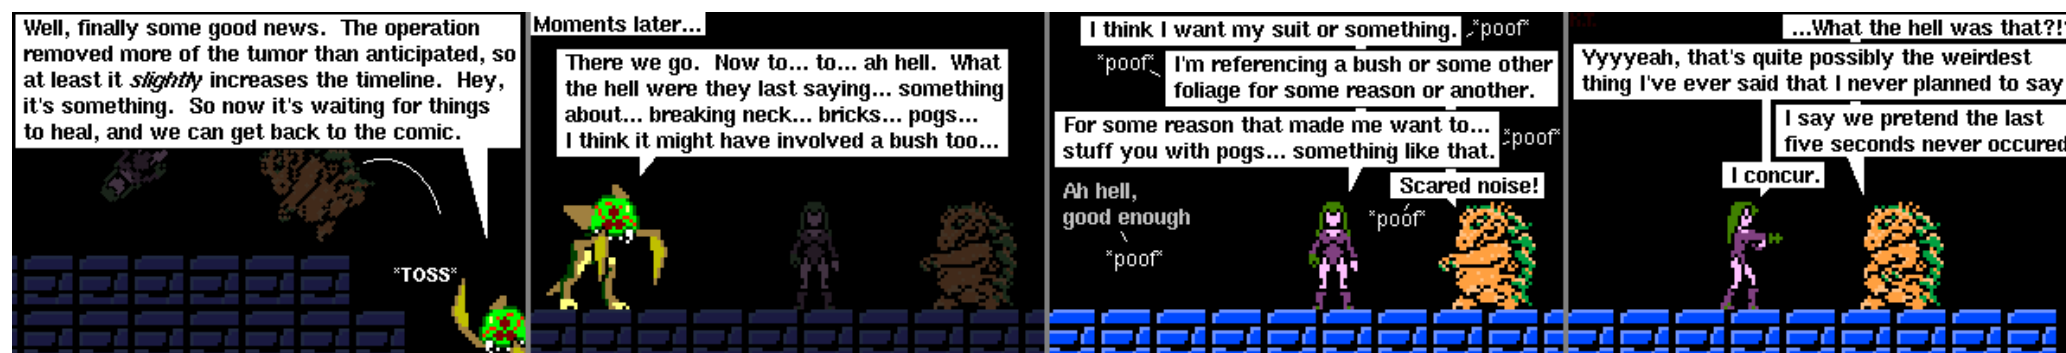 Well, finally some good news. The operation
removed more of the tumor than anticipated, so
at least it slightly increases the timeline. Hey,
it's something. So now it's waiting for things
to heal, and we can get back to the comic.
*TOSS*
Moments later...
There we go. Now to... to... ah hell. What
the hell were they last saying... something
about... breaking neck... bricks... pogs...
I think it might have involved a bush too...
I think I want my suit or something.
*poof*
*poof*
I'm referencing a bush or some other
foliage for some reason or another.
For some reason that made me want to...
stuff you with pogs... something like that.
*poof*
Scared noise!
*poof*
Ah hell,
good enough
*poof*
...What the hell was that?!?
Yyyyeah, that's quite possibly the weirdest
thing I've ever said that I never planned to say
I say we pretend the last
five seconds never occured
I concur.